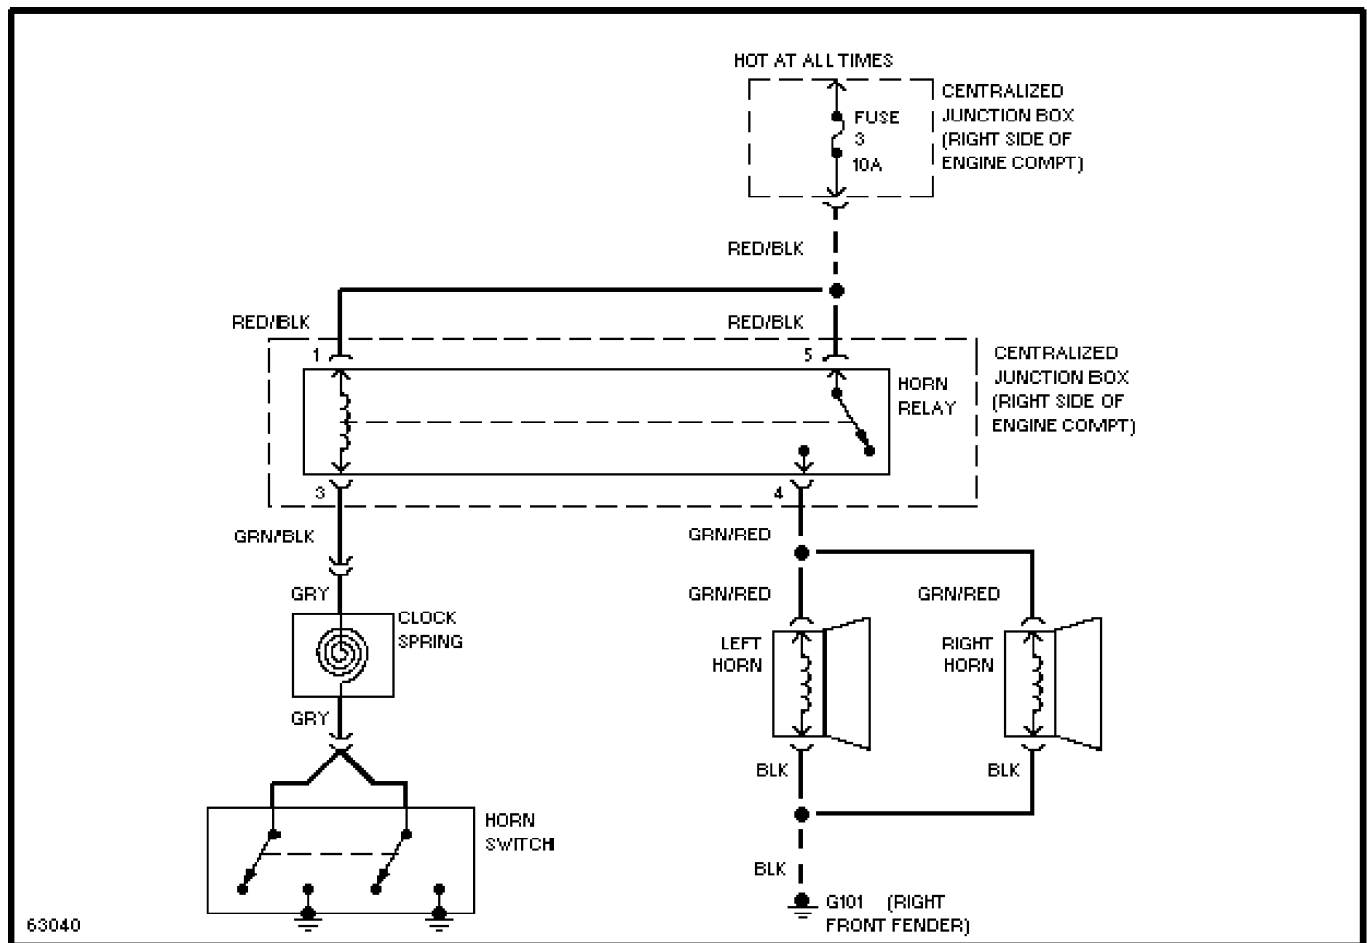 HOT AT ALL TIMES
FUSE
3
10A
CENTRALIZED
JUNCTION BOX
(RIGHT SIDE OF
ENGINE COMPT)
RED/BLK
RED/BLK
RED/BLK
1
5
HORN
RELAY
CENTRALIZED
JUNCTION BOX
(RIGHT SIDE OF
ENGINE COMPT)
3
4
GRN/BLK
GRN/RED
GRY
GRN/RED
GRN/RED
CLOCK
SPRING
LEFT
HORN
RIGHT
HORN
GRY
BLK
BLK
HORN
SWITCH
BLK
G101 (RIGHT
FRONT FENDER)
63040